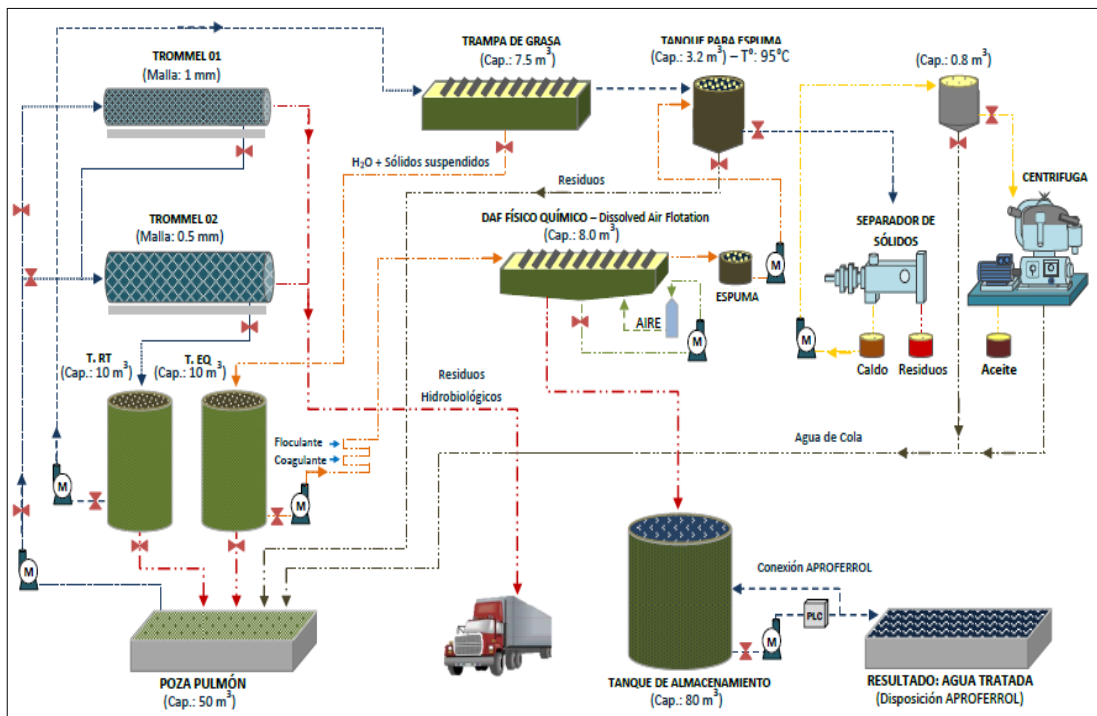 TROMMEL 01
(Malla: 1 mm)
TRAMPA DE GRASA
(Cap.: 7.5 m³)
TANQUE PARA ESPUMA
(Cap.: 3.2 m³) – T°: 95°C
(Cap.: 0.8 m³)
H₂O + Sólidos suspendidos
Residuos
CENTRIFUGA
TROMMEL 02
(Malla: 0.5 mm)
DAF FÍSICO QUÍMICO – Dissolved Air Flotation
(Cap.: 8.0 m³)
SEPARADOR DE
SÓLIDOS
M
ESPUMA
AIRE
M
M
Caldo
Residuos
Aceite
T. RT
(Cap.: 10 m³)
T. EQ
(Cap.: 10 m³)
Residuos
Hidrobiológicos
Floculante
Coagulante
Agua de Cola
M
M
M
Conexión APROFERROL
PLC
M
POZA PULMÓN
(Cap.: 50 m³)
TANQUE DE ALMACENAMIENTO
(Cap.: 80 m³)
RESULTADO: AGUA TRATADA
(Disposición APROFERROL)